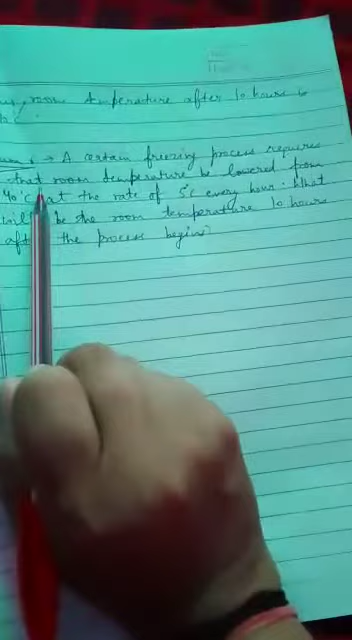 room temperature after 10 hours is
→ A certain freezing process requires
that room temperature be lowered from
40°C at the rate of 5°C every hour. What
will be the room temperature 10 hours
after the process begins?